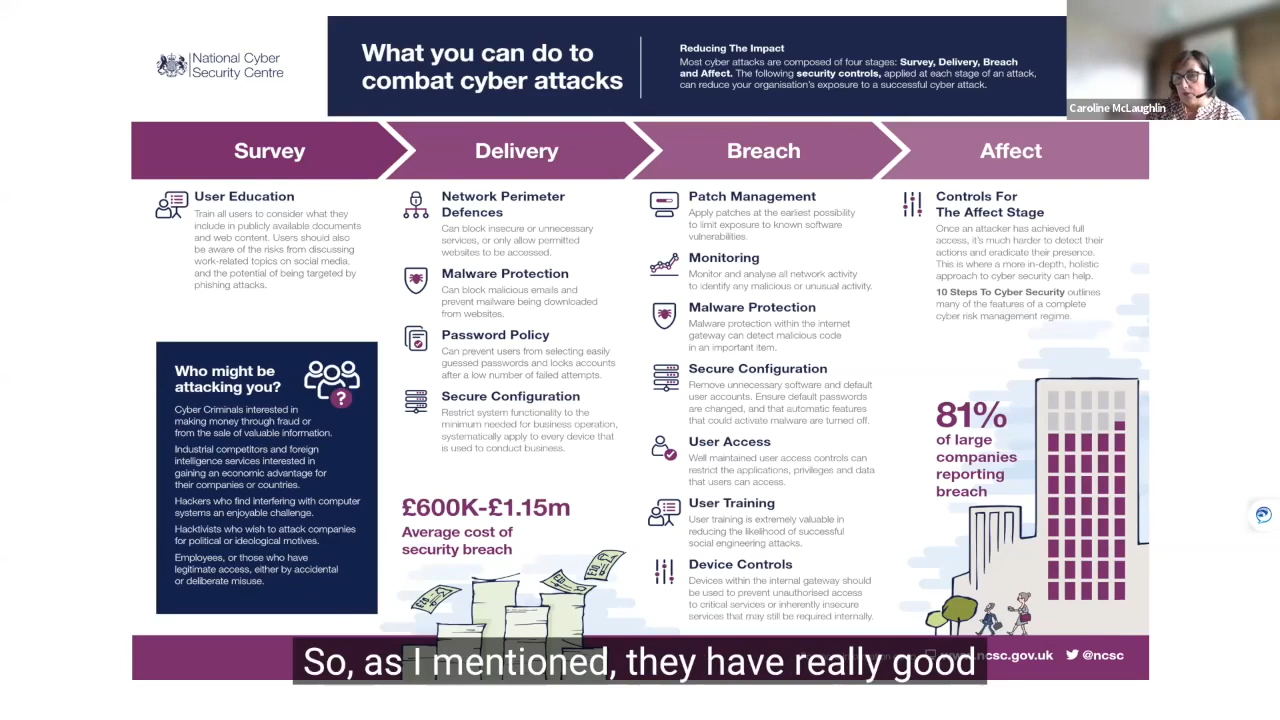 National Cyber
Security Centre
What you can do to
combat cyber attacks
Reducing The Impact
Most cyber attacks are composed of four stages: Survey, Delivery, Breach
and Affect. The following security controls, applied at each stage of an attack,
can reduce your organisation's exposure to a successful cyber attack.
Caroline McLaughlin
Survey
Delivery
Breach
Affect
User Education
Train all users to consider what they
include in publicly available documents
and web content. Users should also
be aware of the risks from discussing
work-related topics on social media,
and the potential of being targeted by
phishing attacks.
Who might be
attacking you?
?
Cyber Criminals interested in
making money through fraud or
from the sale of valuable information.
Industrial competitors and foreign
intelligence services interested in
gaining an economic advantage for
their companies or countries.
Hackers who find interfering with computer
systems an enjoyable challenge.
Hacktivists who wish to attack companies
for political or ideological motives.
Employees, or those who have
legitimate access, either by accidental
or deliberate misuse.
Network Perimeter
Defences
Can block insecure or unnecessary
services, or only allow permitted
websites to be accessed.
Malware Protection
Can block malicious emails and
prevent malware being downloaded
from websites.
Password Policy
Can prevent users from selecting easily
guessed passwords and locks accounts
after a low number of failed attempts.
Secure Configuration
Restrict system functionality to the
minimum needed for business operation,
systematically apply to every device that
is used to conduct business.
£600K-£1.15m
Average cost of
security breach
Patch Management
Apply patches at the earliest possibility
to limit exposure to known software
vulnerabilities.
Monitoring
Monitor and analyse all network activity
to identify any malicious or unusual activity.
Malware Protection
Malware protection within the internet
gateway can detect malicious code
in an important item.
Secure Configuration
Remove unnecessary software and default
user accounts. Ensure default passwords
are changed, and that automatic features
that could activate malware are turned off.
User Access
Well maintained user access controls can
restrict the applications, privileges and data
that users can access.
User Training
User training is extremely valuable in
reducing the likelihood of successful
social engineering attacks.
Device Controls
Devices within the internal gateway should
be used to prevent unauthorised access
to critical services or inherently insecure
services that may still be required internally.
Controls For
The Affect Stage
Once an attacker has achieved full
access, it's much harder to detect their
actions and eradicate their presence.
This is where a more in-depth, holistic
approach to cyber security can help.
10 Steps To Cyber Security outlines
many of the features of a complete
cyber risk management regime.
81%
of large
companies
reporting
breach
www.ncsc.gov.uk
@ncsc
So, as I mentioned, they have really good